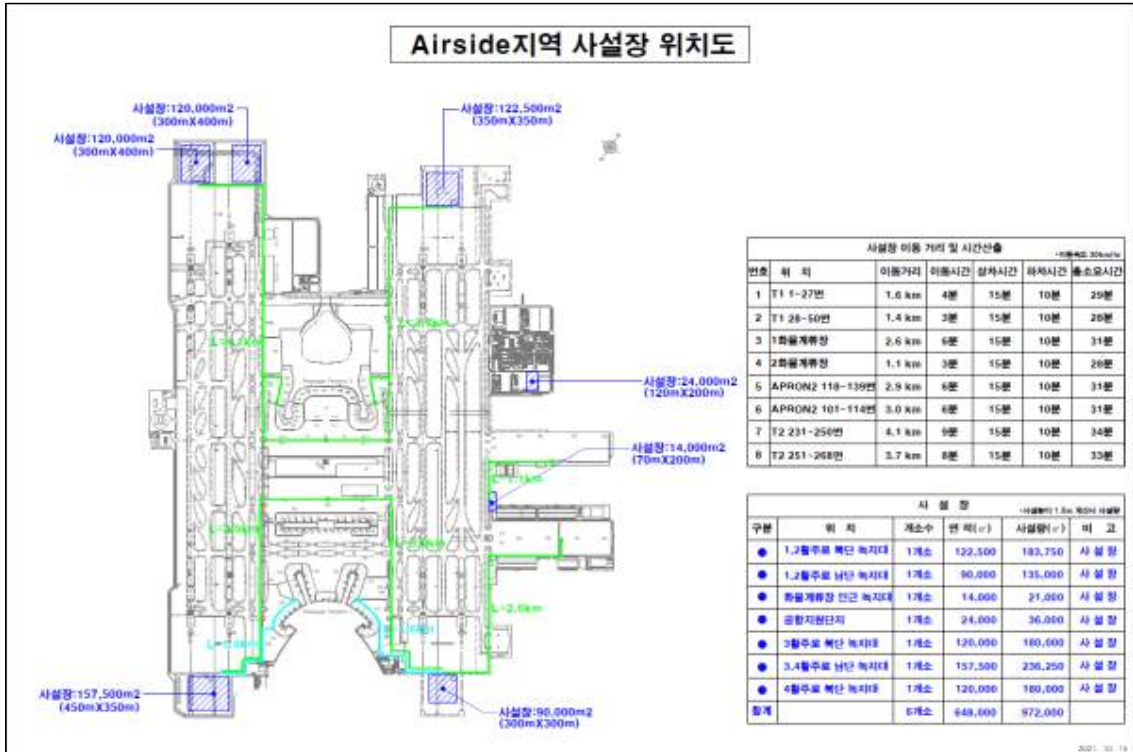 Airside지역 사설장 위치도
사설장:120,000m2
(300mX400m)
사설장:120,000m2
(300mX400m)
사설장:122,500m2
(350mX350m)
사설장:24,000m2
(120mX200m)
사설장:14,000m2
(70mX200m)
사설장:157,500m2
(450mX350m)
사설장:90,000m2
(300mX300m)
L=1.1km
L=2.6km
사설장 이동 거리 및 시간산출
번호 위 치 이동거리 이동시간 상차시간 하차시간 총소요시간
1 T1 1~27번 1.6 km 4분 15분 10분 29분
2 T1 28~50번 1.4 km 3분 15분 10분 28분
3 1화물계류장 2.6 km 6분 15분 10분 31분
4 2화물계류장 1.1 km 3분 15분 10분 28분
5 APRON2 118~139번 2.9 km 6분 15분 10분 31분
6 APRON2 101~114번 3.0 km 6분 15분 10분 31분
7 T2 231~250번 4.1 km 9분 15분 10분 34분
8 T2 251~268번 3.7 km 8분 15분 10분 33분
사 설 장
구분 위 치 개소수 면 적(㎡) 사설량(㎥) 비 고
● 1,2활주로 북단 녹지대 1개소 122,500 183,750 사 설 장
● 1,2활주로 남단 녹지대 1개소 90,000 135,000 사 설 장
● 화물계류장 인근 녹지대 1개소 14,000 21,000 사 설 장
● 공항지원단지 1개소 24,000 36,000 사 설 장
● 3활주로 북단 녹지대 1개소 120,000 180,000 사 설 장
● 3,4활주로 남단 녹지대 1개소 157,500 236,250 사 설 장
● 4활주로 북단 녹지대 1개소 120,000 180,000 사 설 장
합계 6개소 648,000 972,000